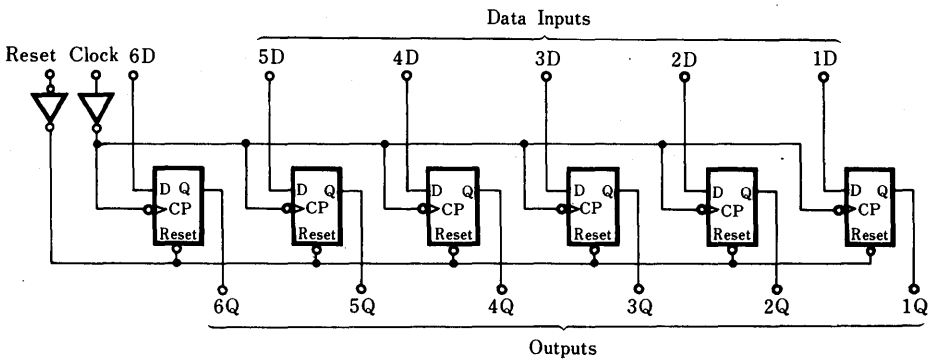 Data Inputs
Reset Clock 6D 5D 4D 3D 2D 1D
D Q D Q D Q D Q D Q D Q
CP CP CP CP CP CP
Reset Reset Reset Reset Reset Reset
6Q 5Q 4Q 3Q 2Q 1Q
Outputs